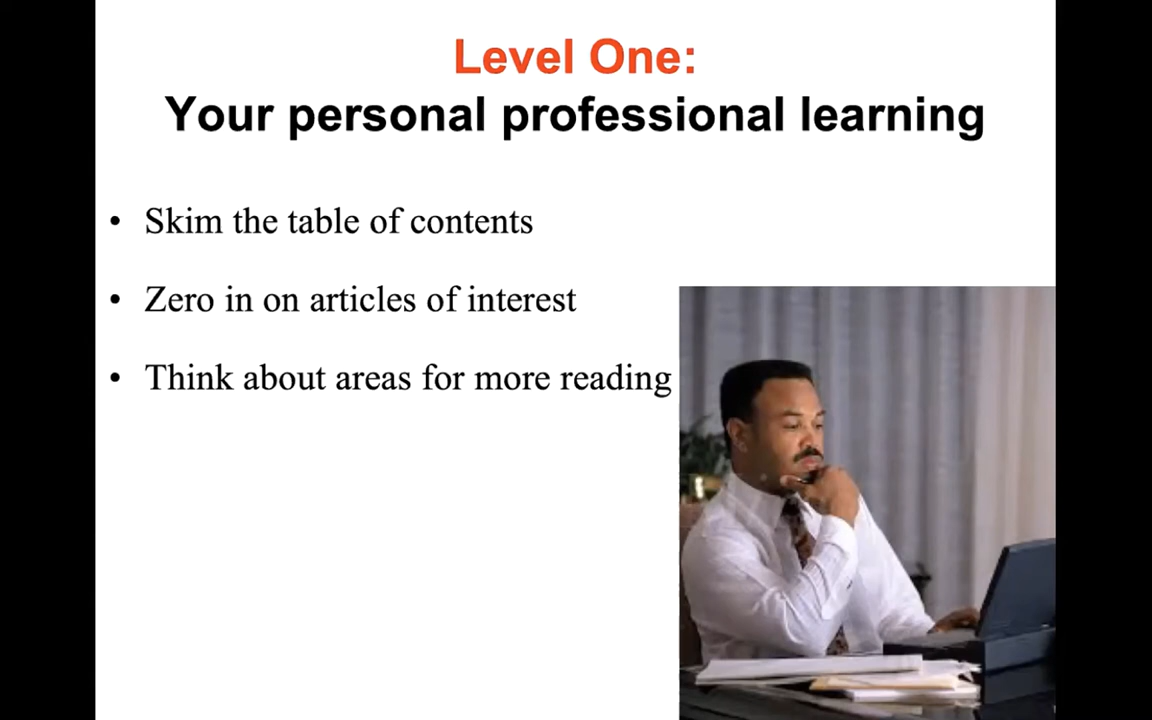 Level One:
Your personal professional learning
• Skim the table of contents
• Zero in on articles of interest
• Think about areas for more reading